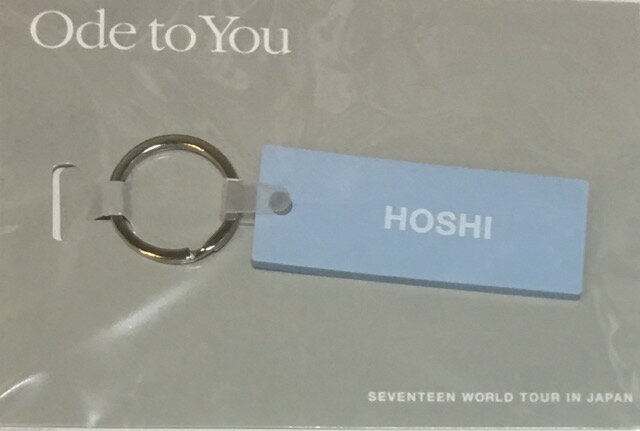 Ode to You
HOSHI
SEVENTEEN WORLD TOUR IN JAPAN